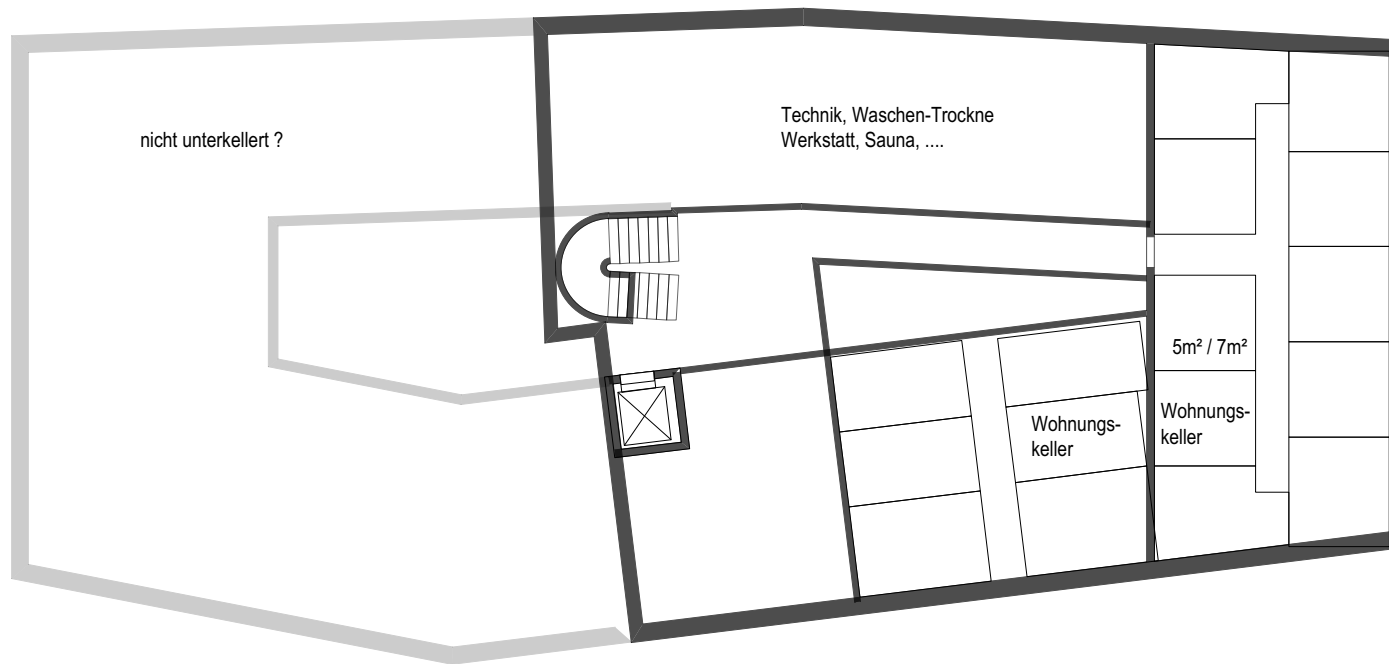 nicht unterkellert ?
Technik, Waschen-Trockne
Werkstatt, Sauna, ....
5m² / 7m²
Wohnungs-
keller
Wohnungs-
keller